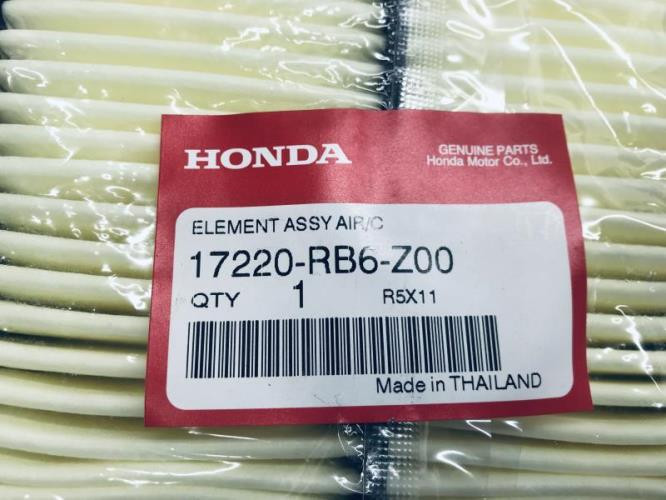 HONDA
GENUINE PARTS
Honda Motor Co., Ltd.
ELEMENT ASSY AIR/C
17220-RB6-Z00
QTY 1 R5X11
Made in THAILAND